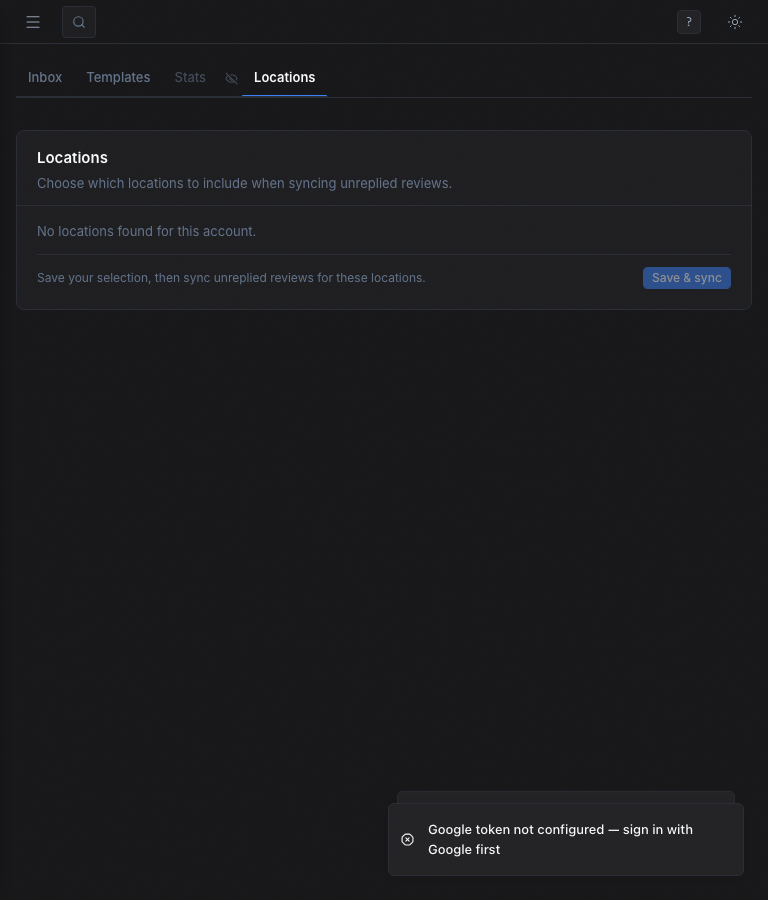 ?
Inbox Templates Stats Locations
Locations
Choose which locations to include when syncing unreplied reviews.
No locations found for this account.
Save your selection, then sync unreplied reviews for these locations. Save & sync
Google token not configured — sign in with
Google first